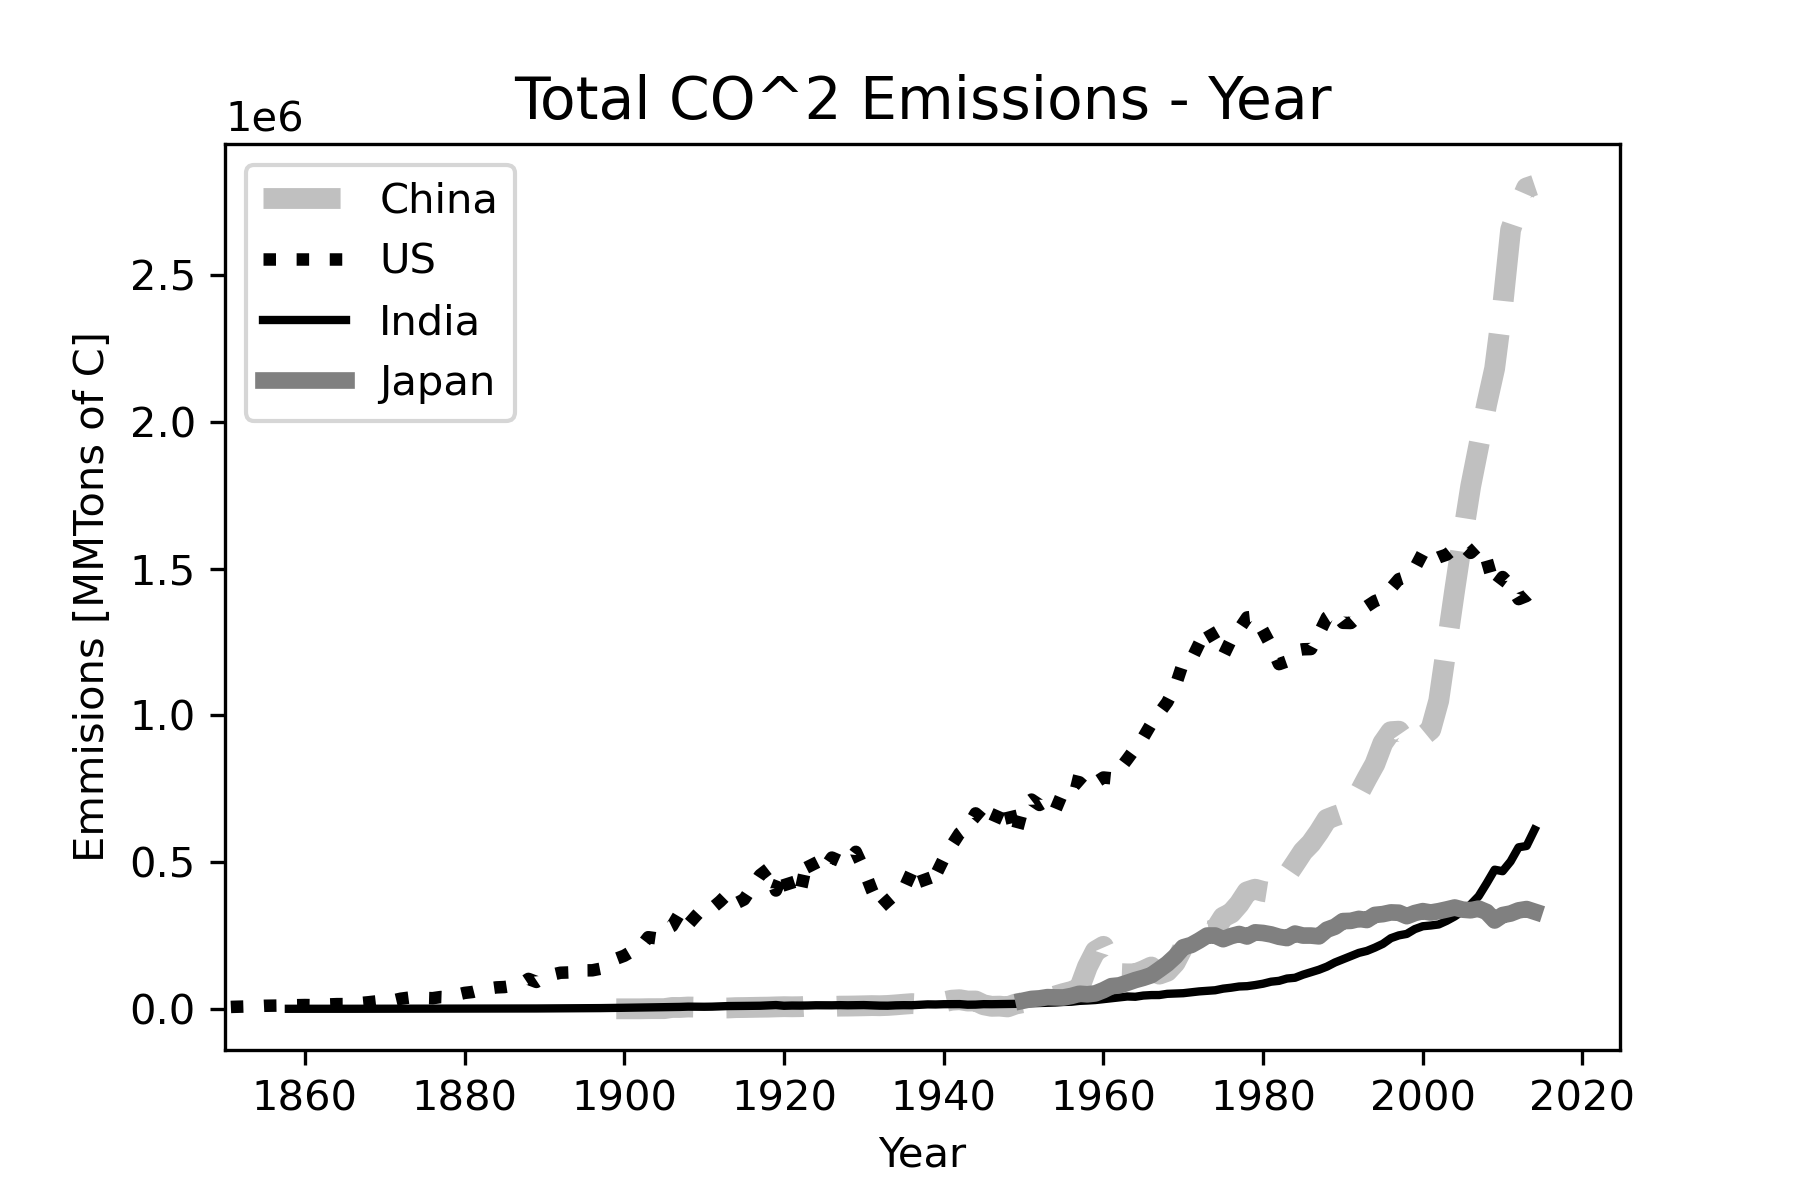 Total CO^2 Emissions - Year
1e6
China
US
India
Japan
Emmisions [MMTons of C]
2.5
2.0
1.5
1.0
0.5
0.0
1860 1880 1900 1920 1940 1960 1980 2000 2020
Year